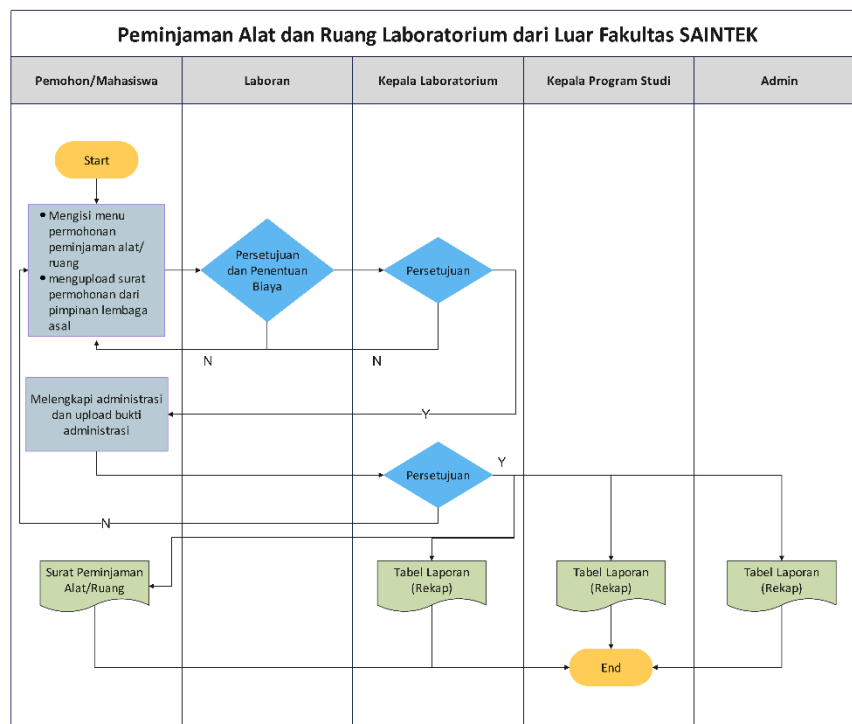 Peminjaman Alat dan Ruang Laboratorium dari Luar Fakultas SAINTEK
Pemohon/Mahasiswa
Laboran
Kepala Laboratorium
Kepala Program Studi
Admin
Start
• Mengisi menu
permohonan
peminjaman alat/
ruang
• mengupload surat
permohonan dari
pimpinan lembaga
asal
Persetujuan
dan Penentuan
Biaya
Persetujuan
N
N
Melengkapi administrasi
dan upload bukti
administrasi
Y
Persetujuan
Y
N
Surat Peminjaman
Alat/Ruang
Tabel Laporan
(Rekap)
Tabel Laporan
(Rekap)
Tabel Laporan
(Rekap)
End